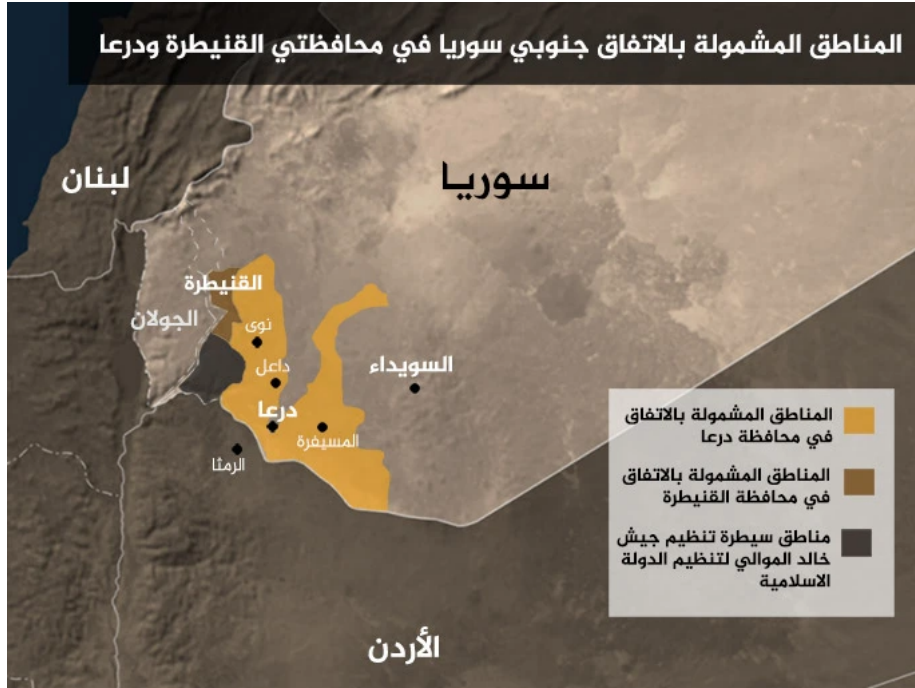 المناطق المشمولة بالاتفاق جنوبي سوريا في محافظتي القنيطرة ودرعا
سوريا
لبنان
القنيطرة
الجولان
نوى
داعل
السويداء
درعا
المسيفرة
الرمثا
المناطق المشمولة بالاتفاق
في محافظة درعا
المناطق المشمولة بالاتفاق
في محافظة القنيطرة
مناطق سيطرة تنظيم جيش
خالد الموالي لتنظيم الدولة
الاسلامية
الأردن